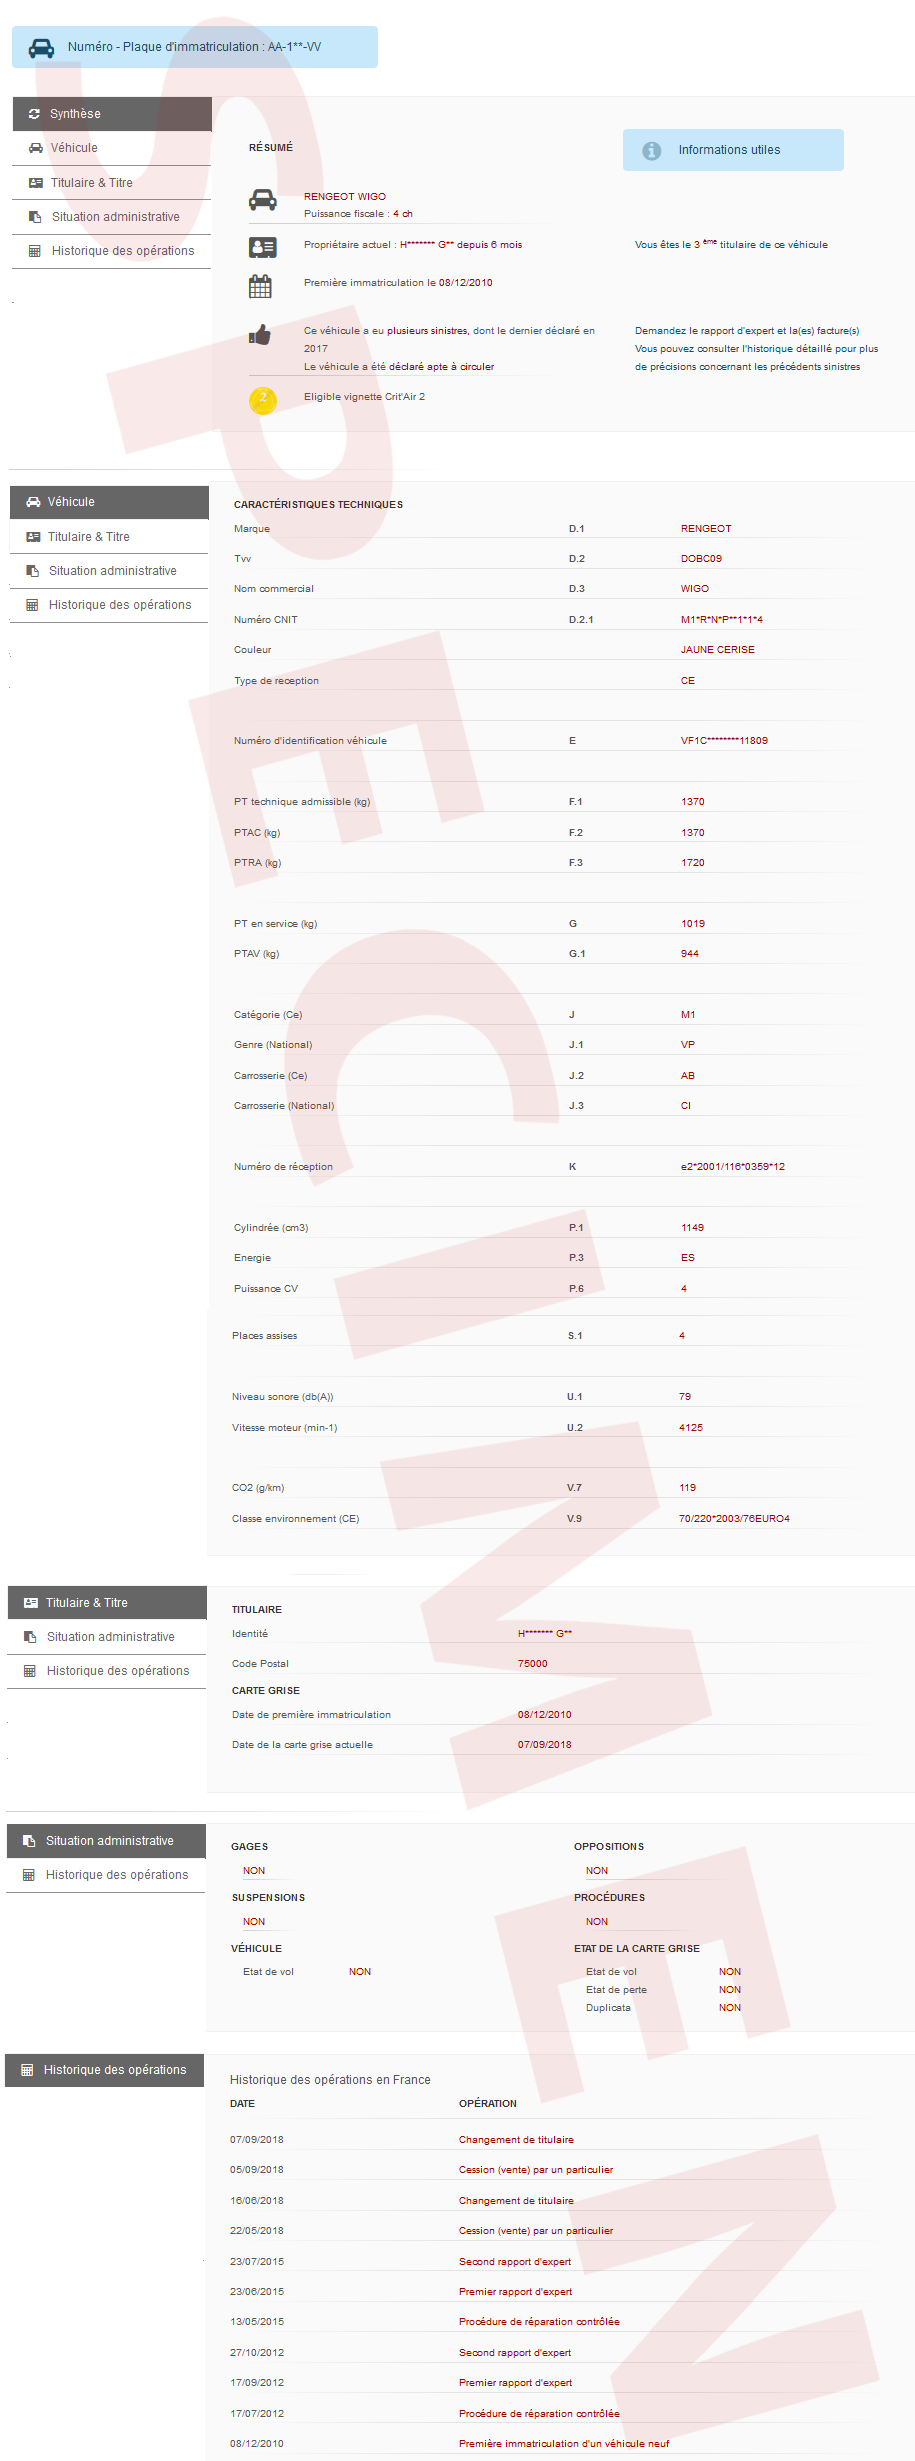 Numéro - Plaque d'immatriculation : AA-1**-VV
Synthèse
Véhicule
Titulaire & Titre
Situation administrative
Historique des opérations
RÉSUMÉ
Informations utiles
RENGEOT WIGO
Puissance fiscale : 4 ch
Propriétaire actuel : H******* G** depuis 6 mois
Vous êtes le 3 ème titulaire de ce véhicule
Première immatriculation le 08/12/2010
Ce véhicule a eu plusieurs sinistres, dont le dernier déclaré en
2017
Le véhicule a été déclaré apte à circuler
Demandez le rapport d'expert et la(es) facture(s)
Vous pouvez consulter l'historique détaillé pour plus
de précisions concernant les précédents sinistres
2
Eligible vignette Crit'Air 2
Véhicule
Titulaire & Titre
Situation administrative
Historique des opérations
CARACTÉRISTIQUES TECHNIQUES
Marque D.1 RENGEOT
Tvv D.2 DOBC09
Nom commercial D.3 WIGO
Numéro CNIT D.2.1 M1*R*N*P**1*1*4
Couleur JAUNE CERISE
Type de reception CE
Numéro d'identification véhicule E VF1C********11809
PT technique admissible (kg) F.1 1370
PTAC (kg) F.2 1370
PTRA (kg) F.3 1720
PT en service (kg) G 1019
PTAV (kg) G.1 944
Catégorie (Ce) J M1
Genre (National) J.1 VP
Carrosserie (Ce) J.2 AB
Carrosserie (National) J.3 CI
Numéro de réception K e2*2001/116*0359*12
Cylindrée (cm3) P.1 1149
Energie P.3 ES
Puissance CV P.6 4
Places assises S.1 4
Niveau sonore (db(A)) U.1 79
Vitesse moteur (min-1) U.2 4125
CO2 (g/km) V.7 119
Classe environnement (CE) V.9 70/220*2003/76EURO4
Titulaire & Titre
Situation administrative
Historique des opérations
TITULAIRE
Identité H******* G**
Code Postal 75000
CARTE GRISE
Date de première immatriculation 08/12/2010
Date de la carte grise actuelle 07/09/2018
Situation administrative
Historique des opérations
GAGES OPPOSITIONS
NON NON
SUSPENSIONS PROCÉDURES
NON NON
VÉHICULE ETAT DE LA CARTE GRISE
Etat de vol NON Etat de vol NON
Etat de perte NON
Duplicata NON
Historique des opérations
Historique des opérations en France
DATE OPÉRATION
07/09/2018 Changement de titulaire
05/09/2018 Cession (vente) par un particulier
16/06/2018 Changement de titulaire
22/05/2018 Cession (vente) par un particulier
23/07/2015 Second rapport d'expert
23/06/2015 Premier rapport d'expert
13/05/2015 Procédure de réparation contrôlée
27/10/2012 Second rapport d'expert
17/09/2012 Premier rapport d'expert
17/07/2012 Procédure de réparation contrôlée
08/12/2010 Première immatriculation d'un véhicule neuf
SPECIMEN